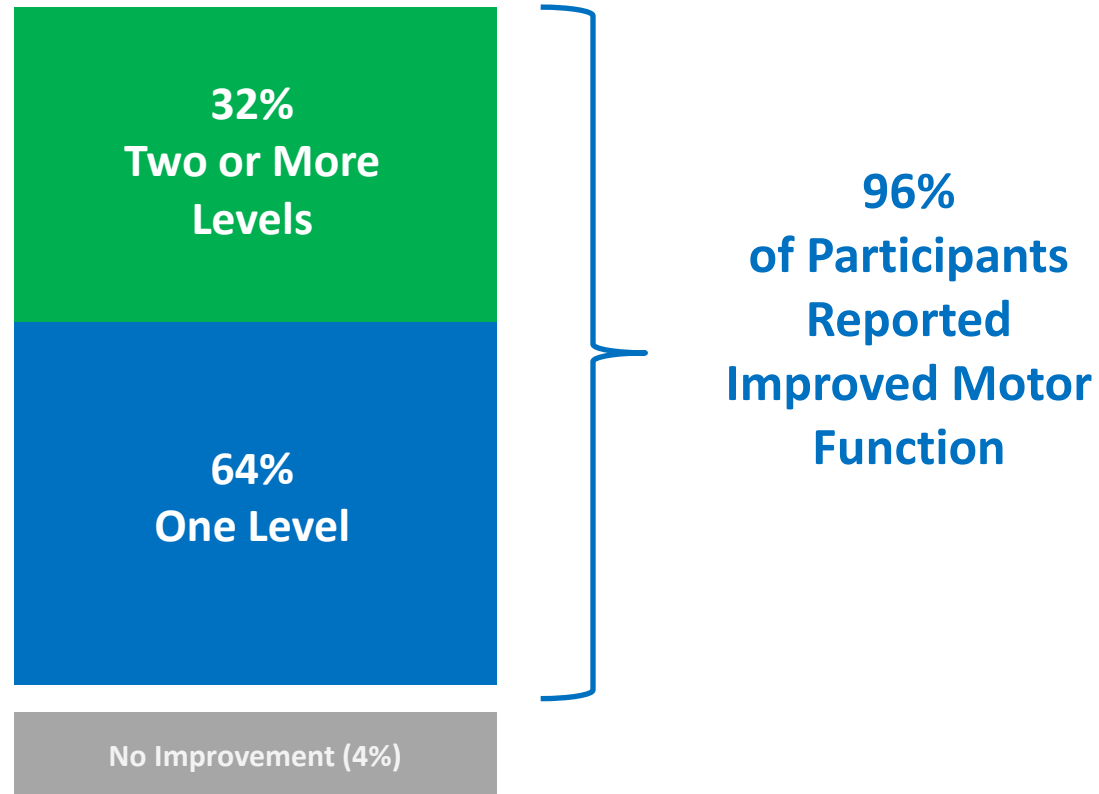 32%
Two or More
Levels
64%
One Level
No Improvement (4%)
96%
of Participants
Reported
Improved Motor
Function